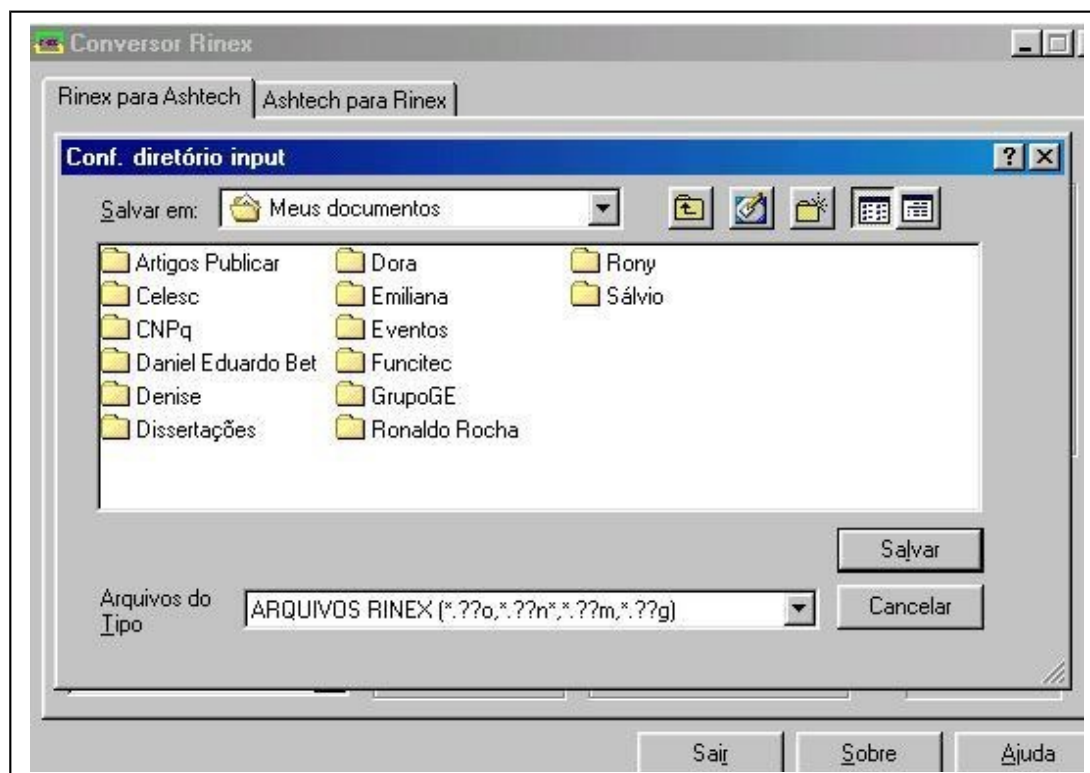 Conversor Rinex
Rinex para Ashtech Ashtech para Rinex
Conf. diretório input
Salvar em: Meus documentos
Artigos Publicar Dora Rony
Celesc Emiliana Sálvio
CNPq Eventos
Daniel Eduardo Bet Funcitec
Denise GrupoGE
Dissertações Ronaldo Rocha
Salvar
Arquivos do Tipo ARQUIVOS RINEX (*.??o,*.??n*,*.??m,*.??g) Cancelar
Sair Sobre Ajuda